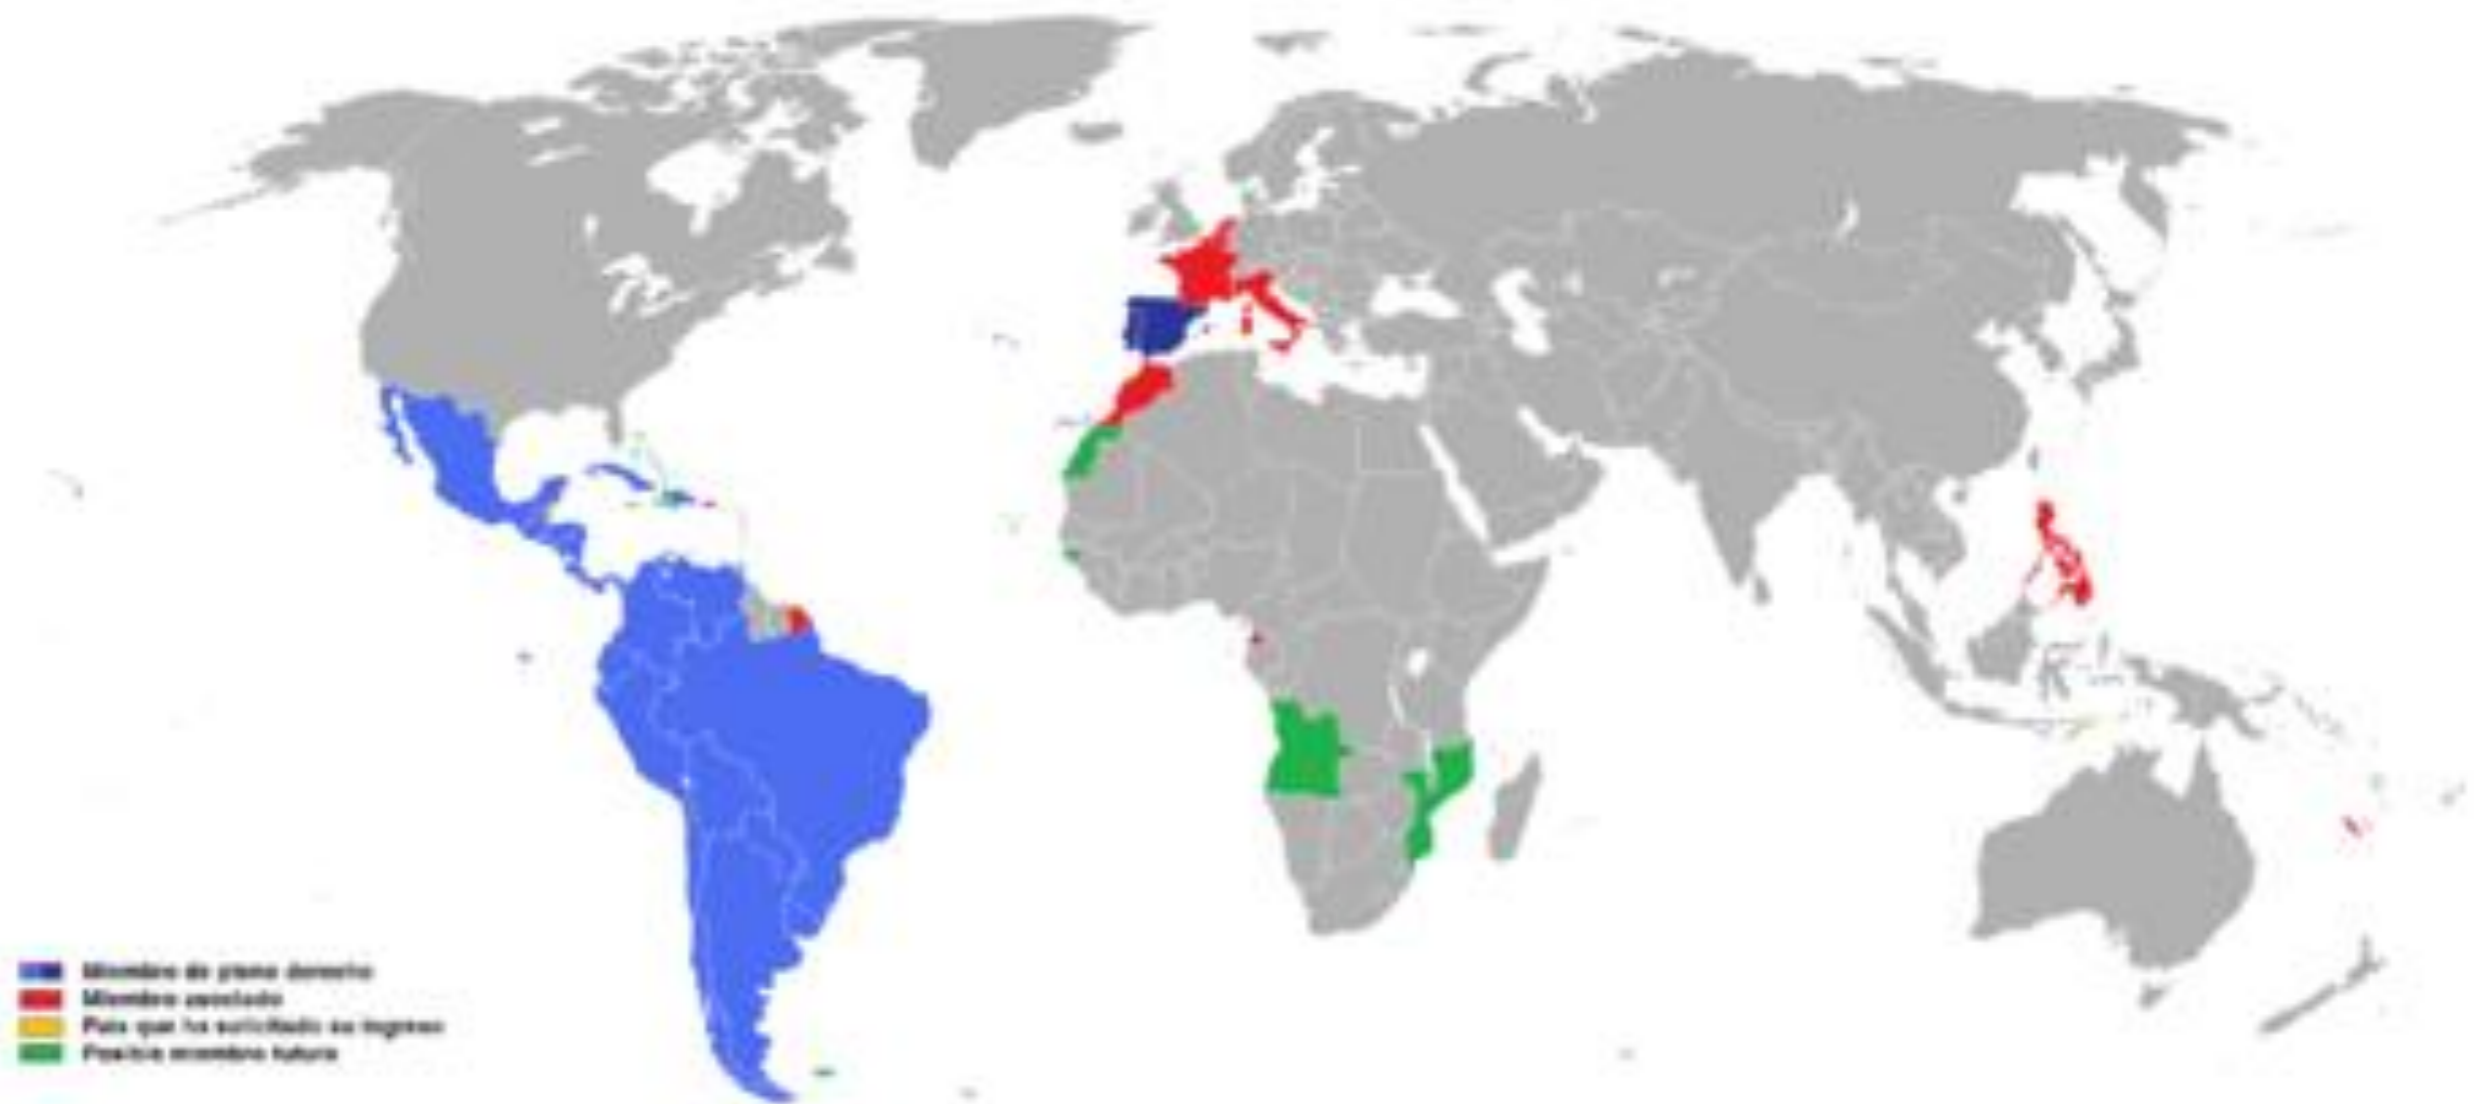 Miembro de pleno derecho
Miembro asociado
País que ha solicitado su ingreso
Posible miembro futuro